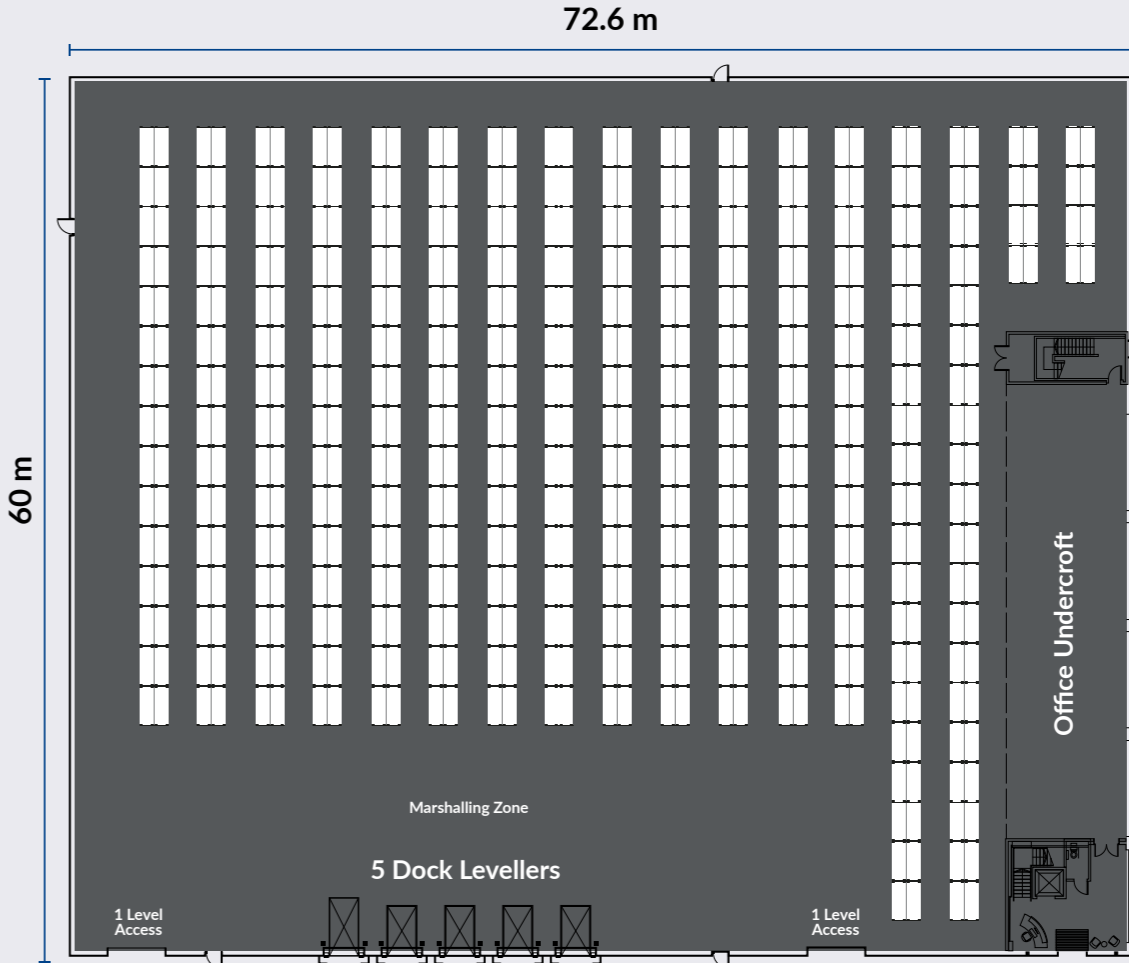 72.6 m
60 m
Office Undercroft
Marshalling Zone
5 Dock Levellers
1 Level
Access
1 Level
Access